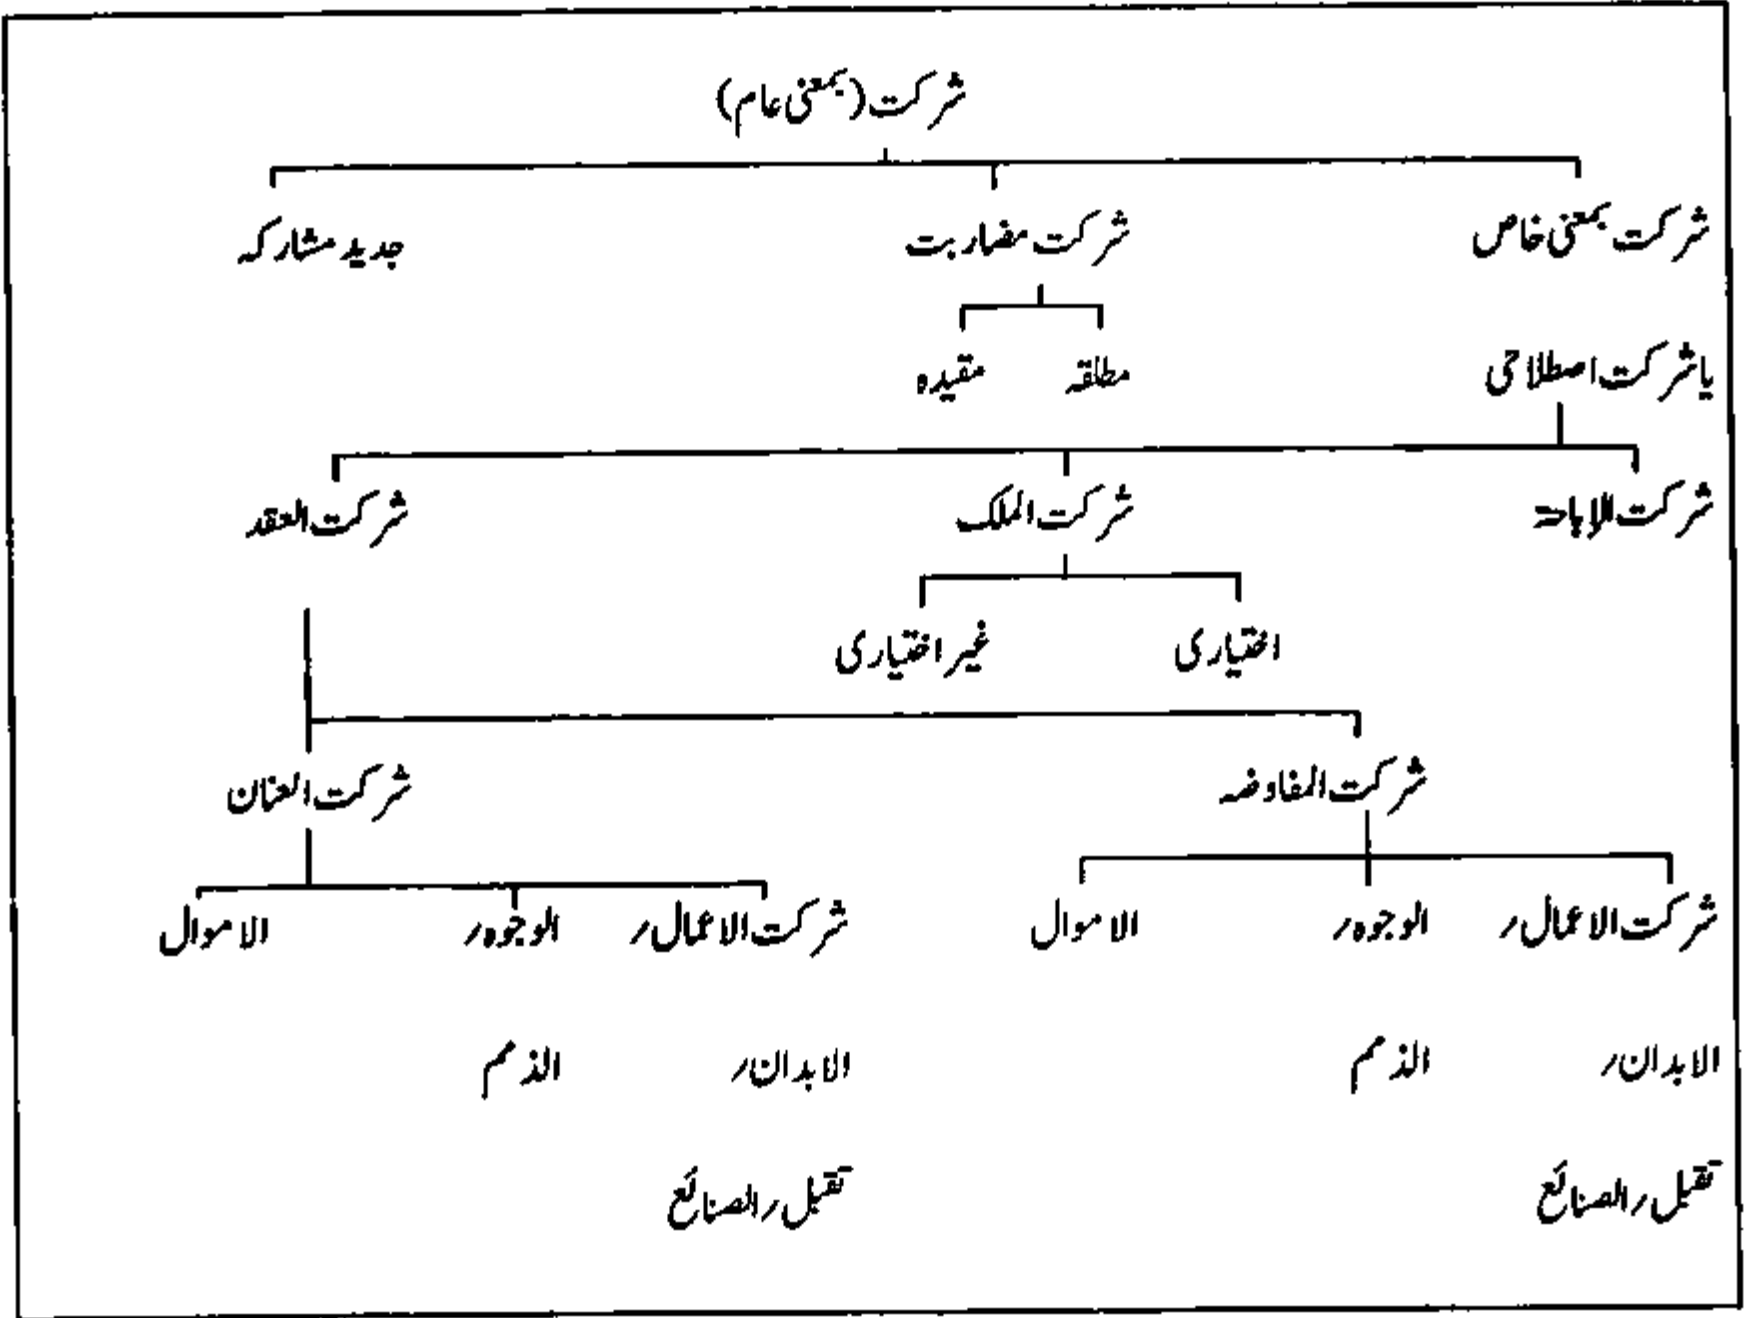 شرکت (بمعنی عام)
شرکت بمعنی خاص شرکت مضاربت جدید مشارکہ
یا شرکت اصطلاحی مطلقہ مقیدہ
شرکت الاباحۃ شرکت الملک شرکت العقد
اختیاری غیر اختیاری
شرکت المفاوضہ شرکت العنان
شرکت الاعمال؍ الوجوہ؍ الاموال شرکت الاعمال؍ الوجوہ؍ الاموال
الابدان؍ الذمم الابدان؍ الذمم
تقبل؍الصنائع تقبل؍الصنائع